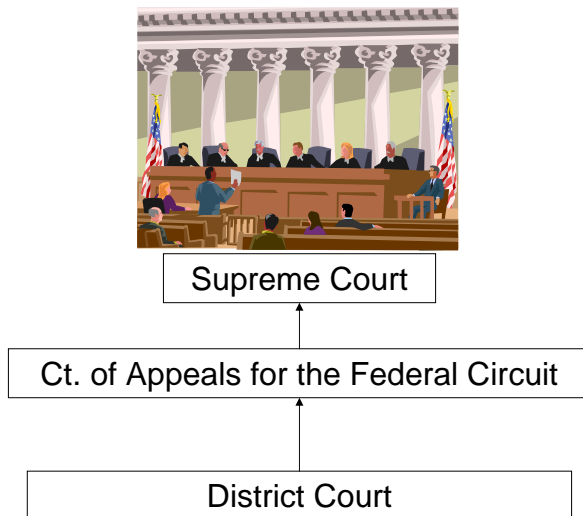 Supreme Court
Ct. of Appeals for the Federal Circuit
District Court